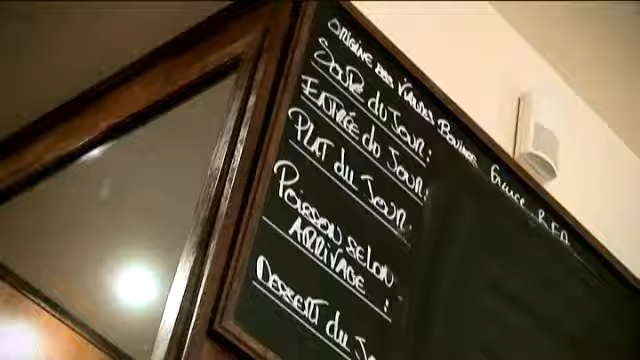 ORIGINE DES VIANDES BOVINES France R.F.A
SOUPE du JOUR :
ENTRÉE du JOUR :
PLAT du JOUR
POISSON SELON
ARRIVAGE :
DESSERT du